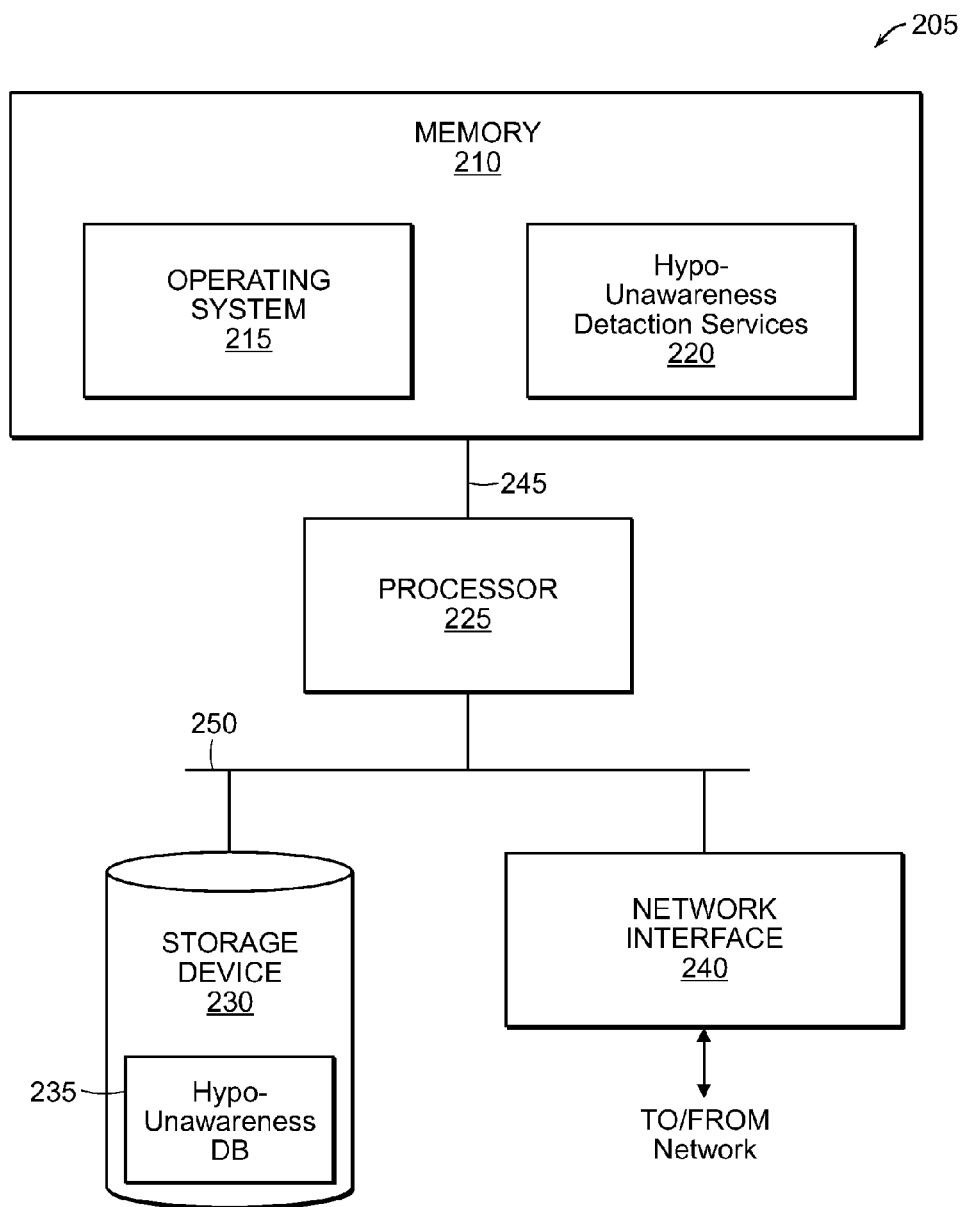 205
MEMORY
210
OPERATING
SYSTEM
215
Hypo-
Unawareness
Detaction Services
220
245
PROCESSOR
225
250
STORAGE
DEVICE
230
235
Hypo-
Unawareness
DB
NETWORK
INTERFACE
240
TO/FROM
Network